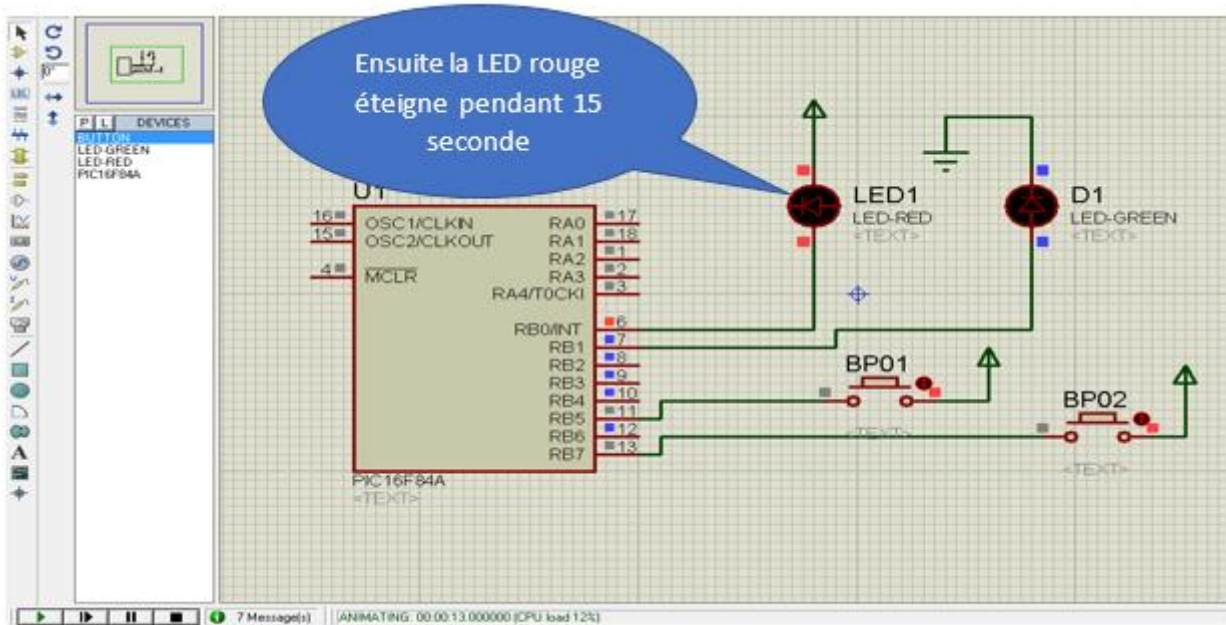 Ensuite la LED rouge
éteigne pendant 15
seconde
0°
P L DEVICES
BUTTON
LED-GREEN
LED-RED
PIC16F84A
U1
16 OSC1/CLKIN
15 OSC2/CLKOUT
4 MCLR
RA0 17
RA1 18
RA2 1
RA3 2
RA4/T0CKI 3
RB0/INT 6
RB1 7
RB2 8
RB3 9
RB4 10
RB5 11
RB6 12
RB7 13
PIC16F84A
<TEXT>
LED1
LED-RED
<TEXT>
D1
LED-GREEN
<TEXT>
BP01
<TEXT>
BP02
<TEXT>
A
7 Message(s)
ANIMATING: 00:00:13.000000 (CPU load 12%)